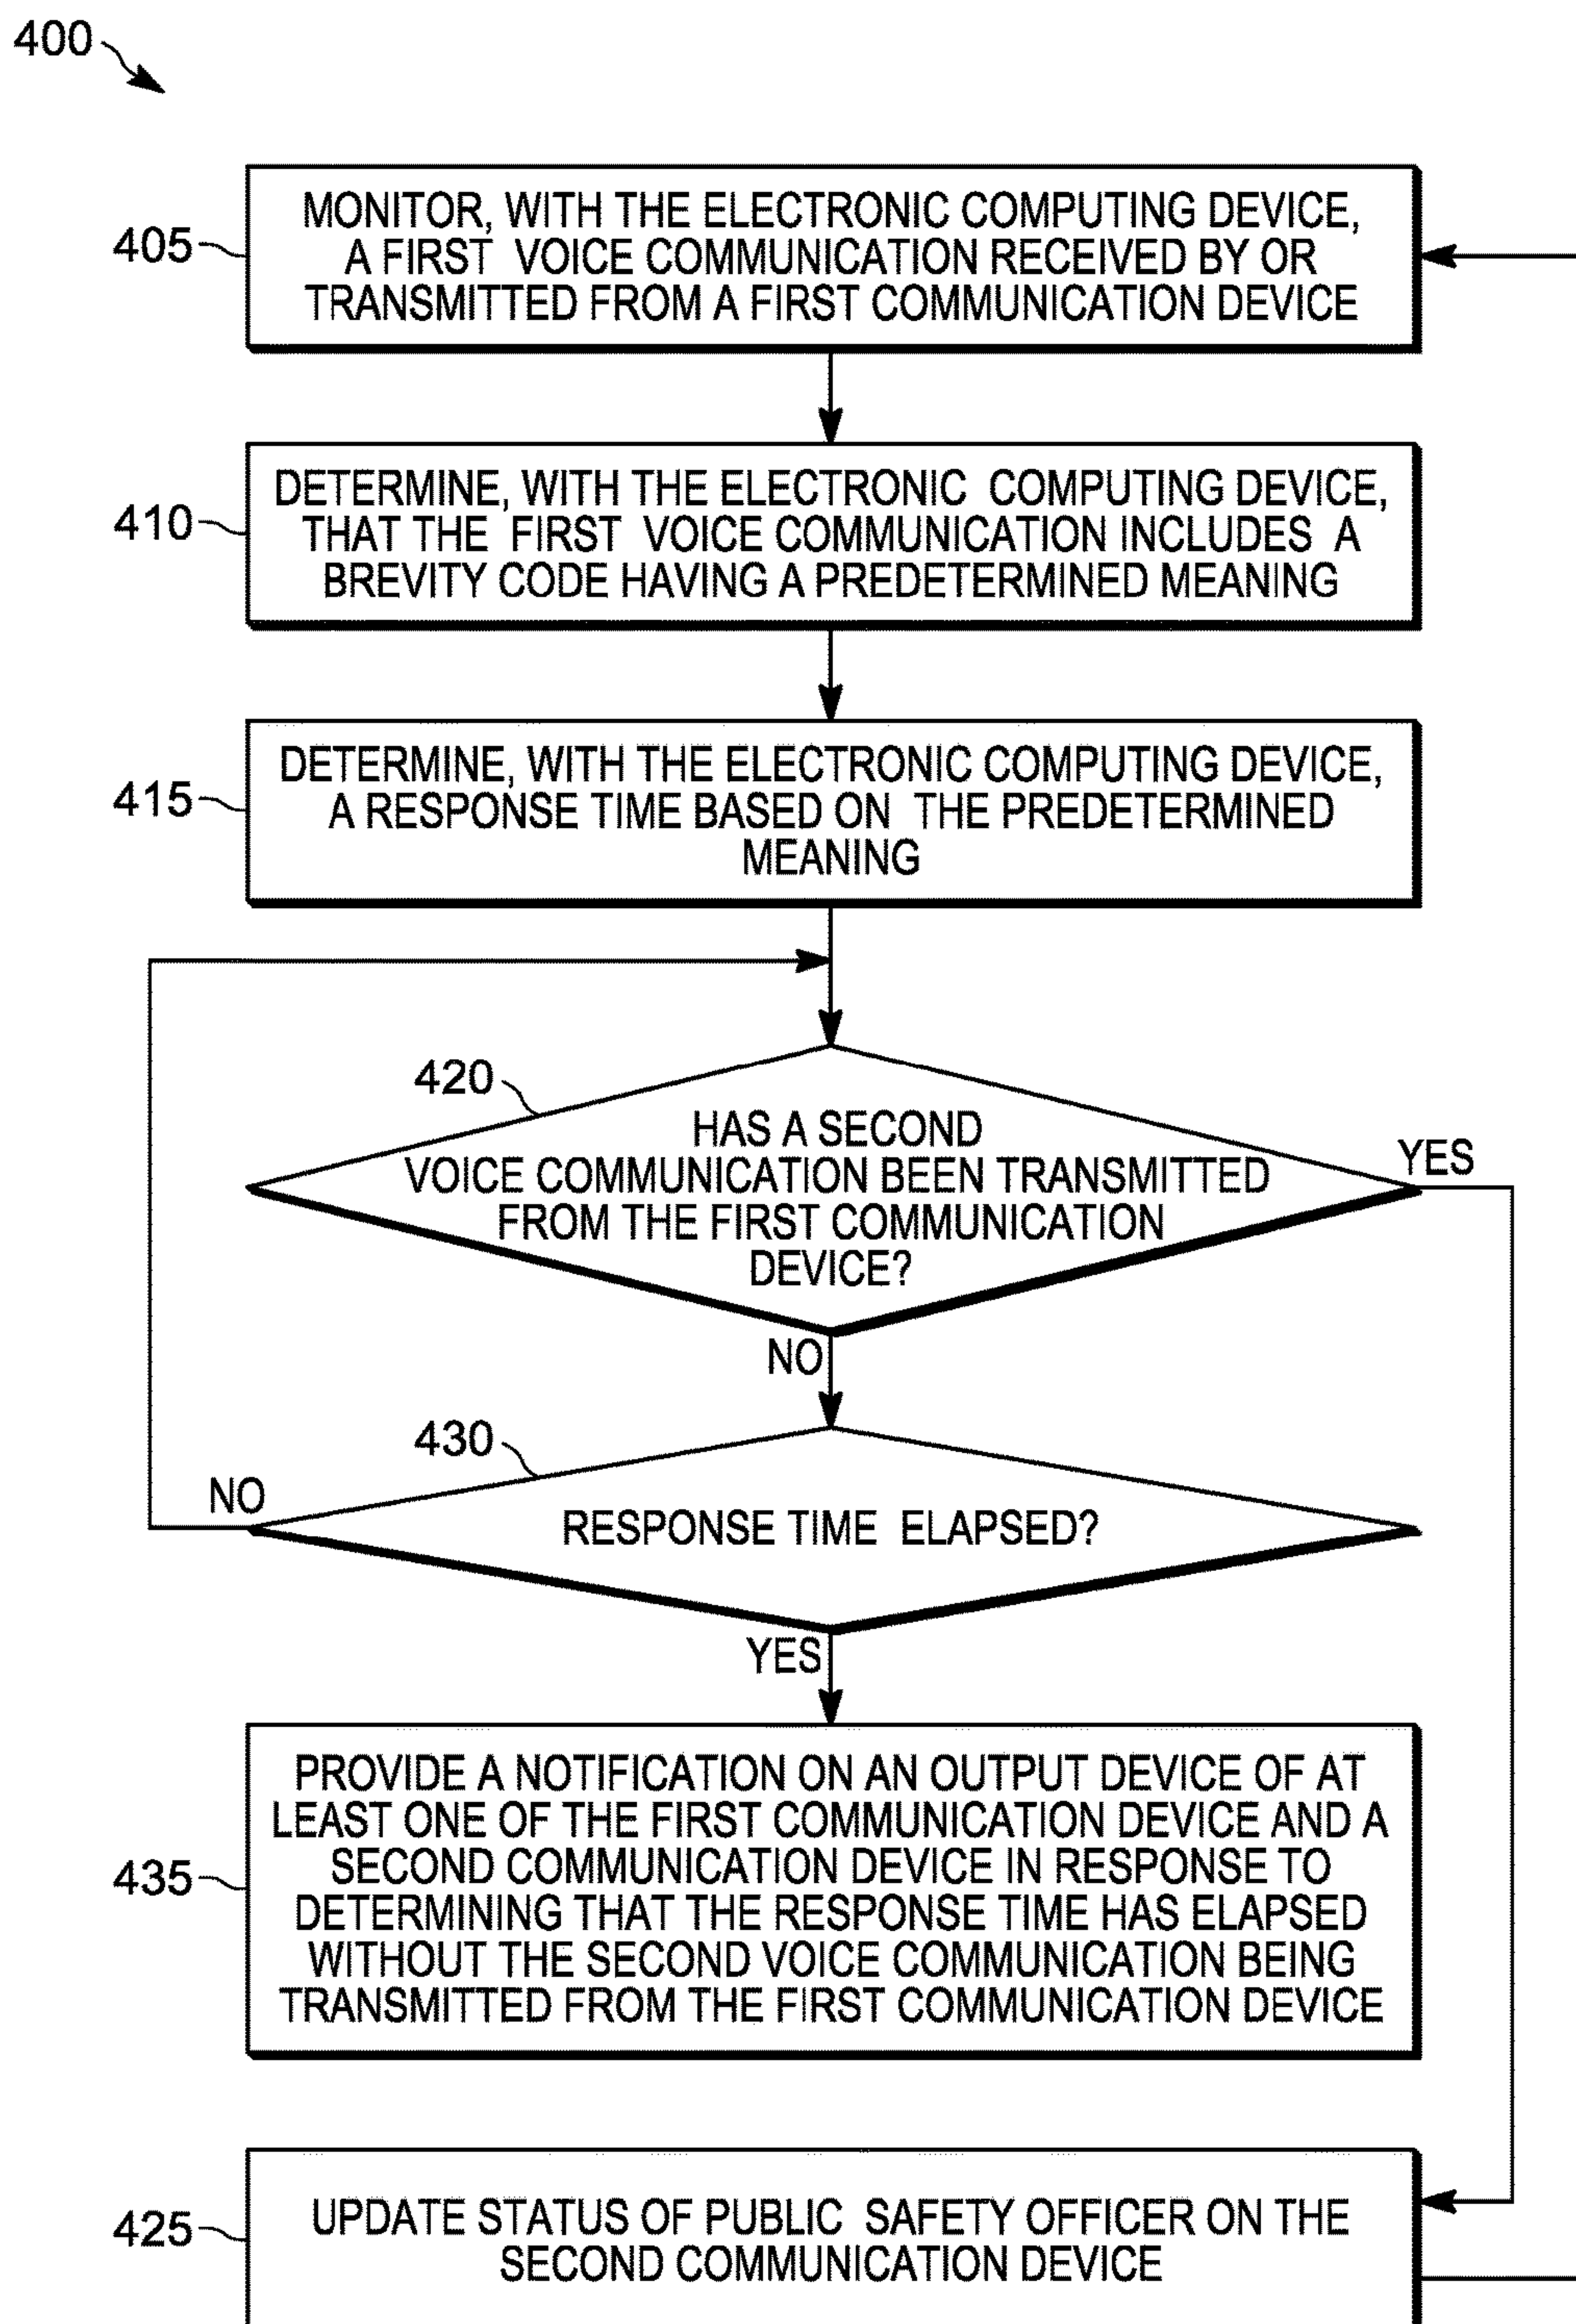 400
405
MONITOR, WITH THE ELECTRONIC COMPUTING DEVICE,
A FIRST VOICE COMMUNICATION RECEIVED BY OR
TRANSMITTED FROM A FIRST COMMUNICATION DEVICE
410
DETERMINE, WITH THE ELECTRONIC COMPUTING DEVICE,
THAT THE FIRST VOICE COMMUNICATION INCLUDES A
BREVITY CODE HAVING A PREDETERMINED MEANING
415
DETERMINE, WITH THE ELECTRONIC COMPUTING DEVICE,
A RESPONSE TIME BASED ON THE PREDETERMINED
MEANING
420
HAS A SECOND
VOICE COMMUNICATION BEEN TRANSMITTED
FROM THE FIRST COMMUNICATION
DEVICE?
YES
NO
430
RESPONSE TIME ELAPSED?
NO
YES
435
PROVIDE A NOTIFICATION ON AN OUTPUT DEVICE OF AT
LEAST ONE OF THE FIRST COMMUNICATION DEVICE AND A
SECOND COMMUNICATION DEVICE IN RESPONSE TO
DETERMINING THAT THE RESPONSE TIME HAS ELAPSED
WITHOUT THE SECOND VOICE COMMUNICATION BEING
TRANSMITTED FROM THE FIRST COMMUNICATION DEVICE
425
UPDATE STATUS OF PUBLIC SAFETY OFFICER ON THE
SECOND COMMUNICATION DEVICE